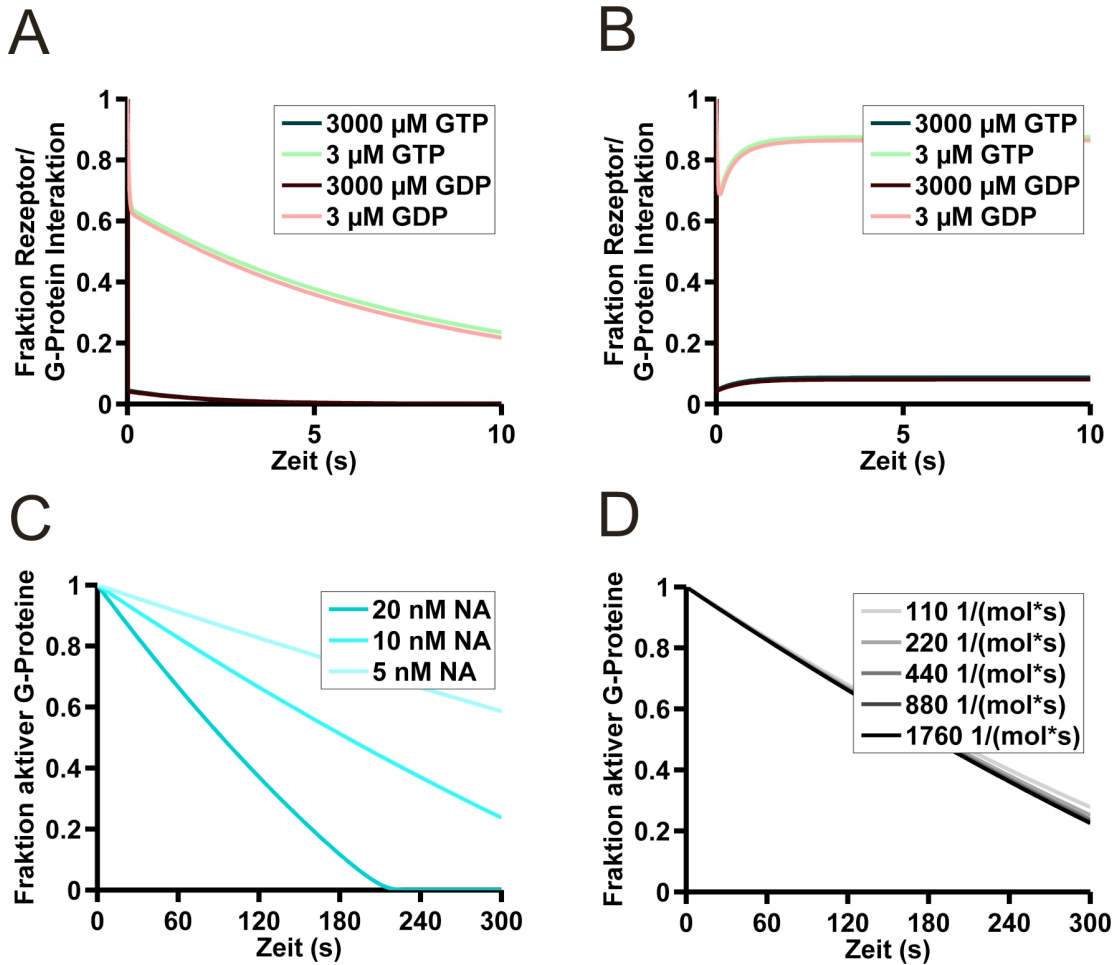 A
Fraktion Rezeptor/
G-Protein Interaktion
1
0.8
0.6
0.4
0.2
0
0
5
10
Zeit (s)
3000 µM GTP
3 µM GTP
3000 µM GDP
3 µM GDP
B
Fraktion Rezeptor/
G-Protein Interaktion
1
0.8
0.6
0.4
0.2
0
0
5
10
Zeit (s)
3000 µM GTP
3 µM GTP
3000 µM GDP
3 µM GDP
C
Fraktion aktiver G-Proteine
1
0.8
0.6
0.4
0.2
0
0
60
120
180
240
300
Zeit (s)
20 nM NA
10 nM NA
5 nM NA
D
Fraktion aktiver G-Proteine
1
0.8
0.6
0.4
0.2
0
0
60
120
180
240
300
Zeit (s)
110 1/(mol*s)
220 1/(mol*s)
440 1/(mol*s)
880 1/(mol*s)
1760 1/(mol*s)